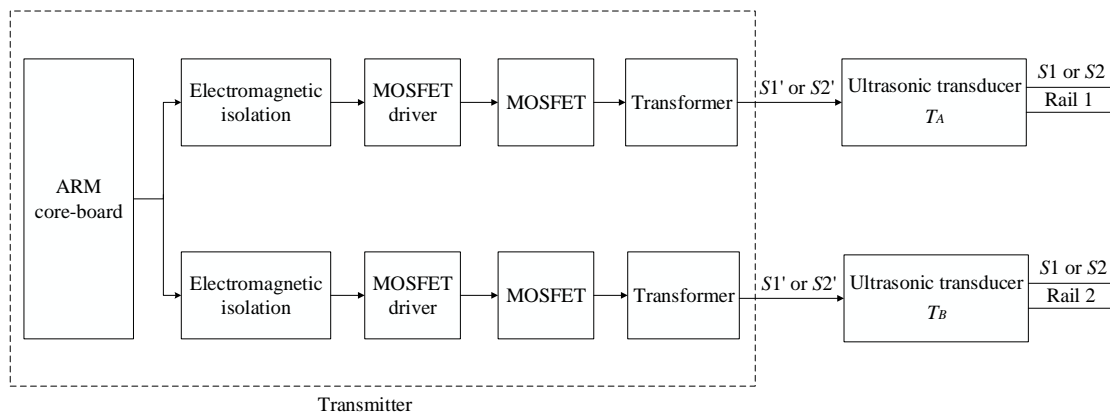 ARM
core-board
Electromagnetic
isolation
MOSFET
driver
MOSFET
Transformer
S1' or S2'
Ultrasonic transducer
TA
S1 or S2
Rail 1
Electromagnetic
isolation
MOSFET
driver
MOSFET
Transformer
S1' or S2'
Ultrasonic transducer
TB
S1 or S2
Rail 2
Transmitter